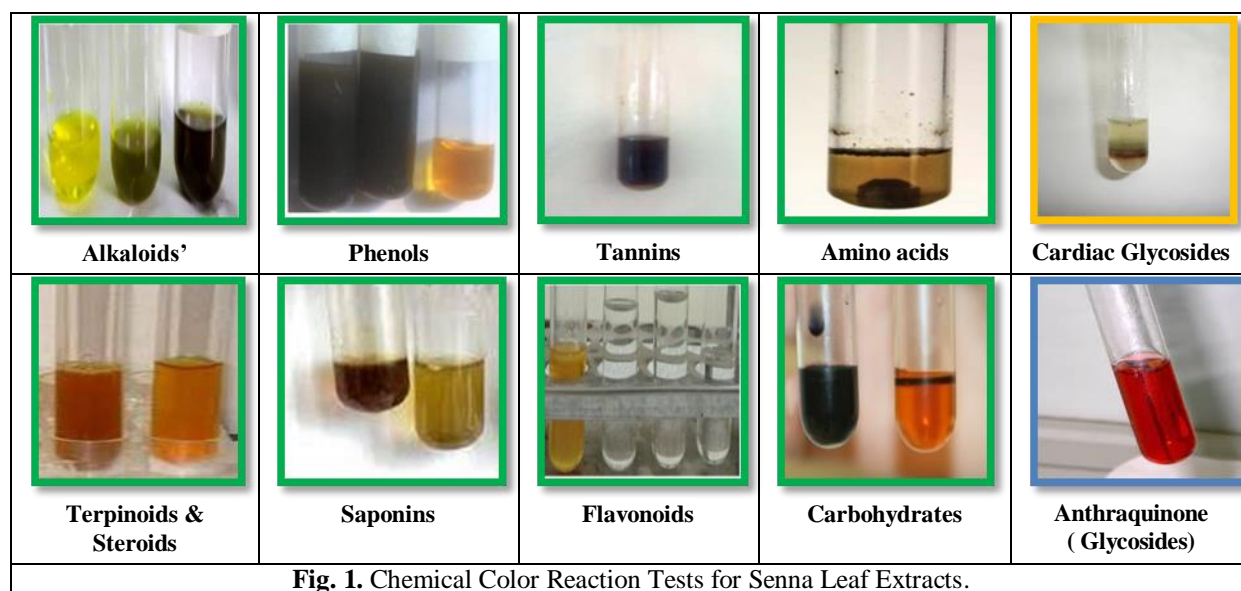 Alkaloids’
Phenols
Tannins
Amino acids
Cardiac Glycosides
Terpinoids &
Steroids
Saponins
Flavonoids
Carbohydrates
Anthraquinone
( Glycosides)
Fig. 1. Chemical Color Reaction Tests for Senna Leaf Extracts.